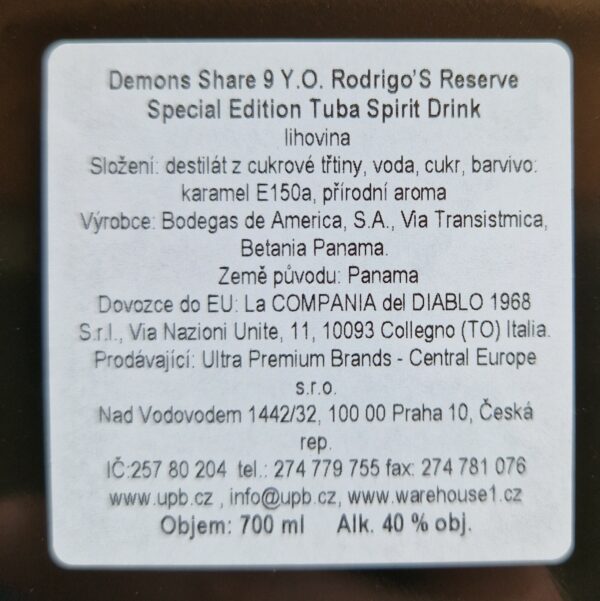 Demons Share 9 Y.O. Rodrigo'S Reserve
Special Edition Tuba Spirit Drink
lihovina
Složení: destilát z cukrové třtiny, voda, cukr, barvivo:
karamel E150a, přírodní aroma
Výrobce: Bodegas de America, S.A., Via Transistmica,
Betania Panama.
Země původu: Panama
Dovozce do EU: La COMPANIA del DIABLO 1968
S.r.l., Via Nazioni Unite, 11, 10093 Collegno (TO) Italia.
Prodávající: Ultra Premium Brands - Central Europe
s.r.o.
Nad Vodovodem 1442/32, 100 00 Praha 10, Česká
rep.
IČ:257 80 204 tel.: 274 779 755 fax: 274 781 076
www.upb.cz , info@upb.cz, www.warehouse1.cz
Objem: 700 ml Alk. 40 % obj.